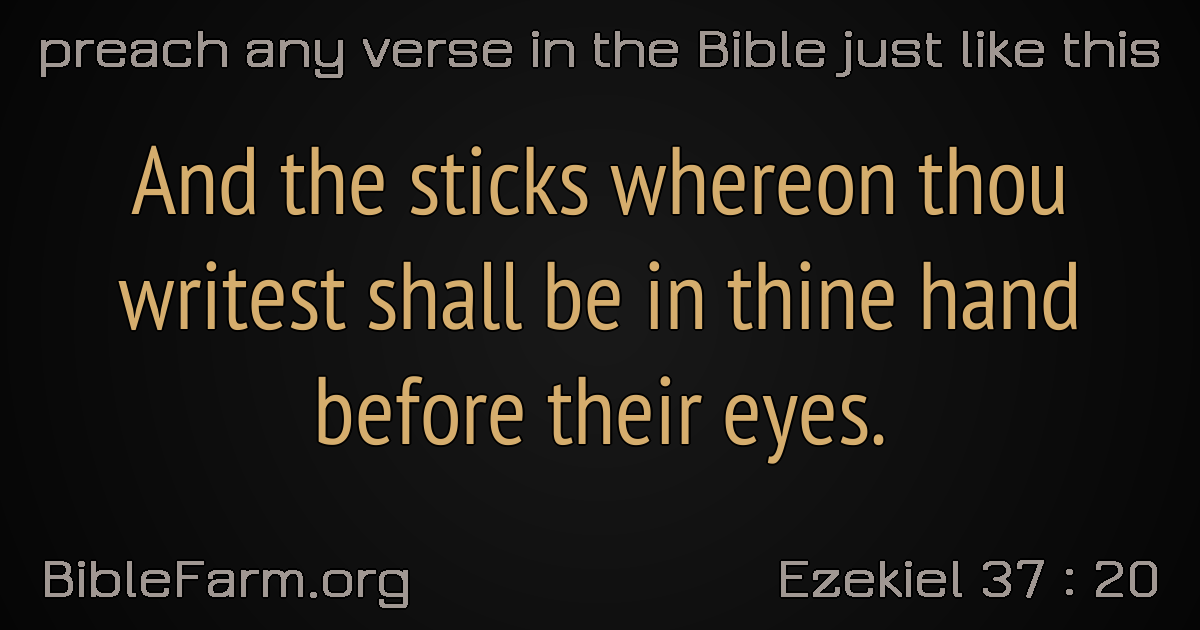 preach any verse in the Bible just like this
And the sticks whereon thou
writest shall be in thine hand
before their eyes.
BibleFarm.org
Ezekiel 37 : 20